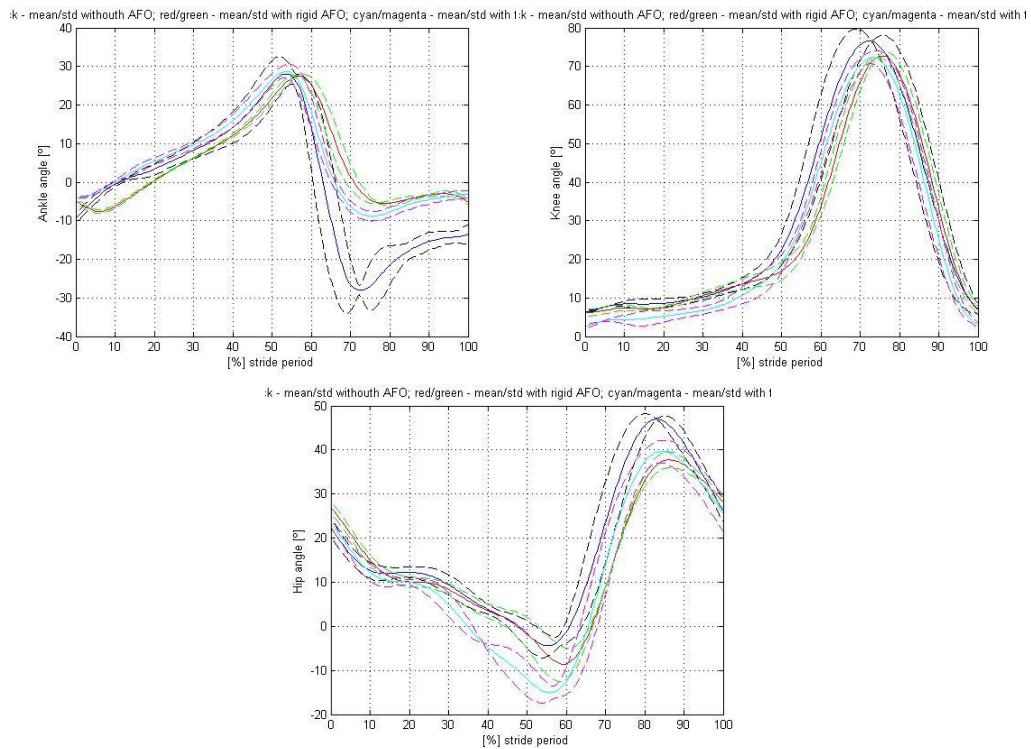 :k - mean/std withouth AFO; red/green - mean/std with rigid AFO; cyan/magenta - mean/std with t
:k - mean/std withouth AFO; red/green - mean/std with rigid AFO; cyan/magenta - mean/std with t
40
30
20
10
0
-10
-20
-30
-40
Ankle angle [º]
0 10 20 30 40 50 60 70 80 90 100
[%] stride period
80
70
60
50
40
30
20
10
0
Knee angle [º]
0 10 20 30 40 50 60 70 80 90 100
[%] stride period
:k - mean/std withouth AFO; red/green - mean/std with rigid AFO; cyan/magenta - mean/std with t
50
40
30
20
10
0
-10
-20
Hip angle [º]
0 10 20 30 40 50 60 70 80 90 100
[%] stride period